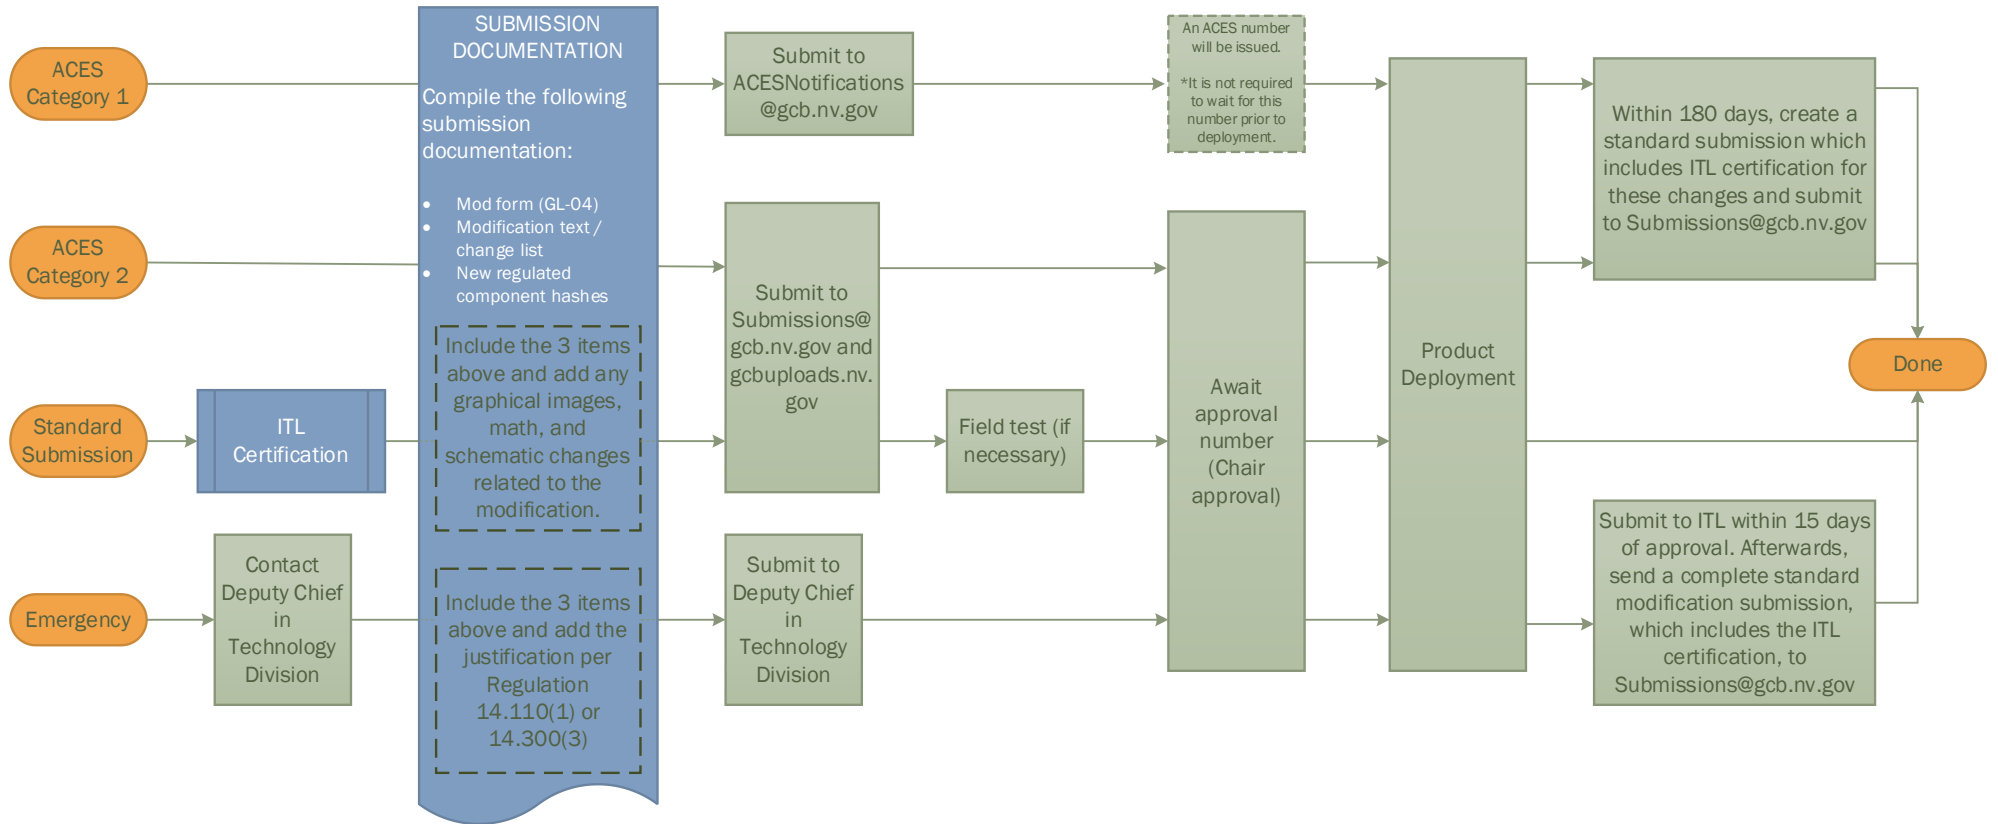 ACES
Category 1
ACES
Category 2
Standard
Submission
Emergency
ITL
Certification
Contact
Deputy Chief
in
Technology
Division
SUBMISSION
DOCUMENTATION
Compile the following
submission
documentation:
• Mod form (GL-04)
• Modification text /
change list
• New regulated
component hashes
Include the 3 items
above and add any
graphical images,
math, and
schematic changes
related to the
modification.
Include the 3 items
above and add the
justification per
Regulation
14.110(1) or
14.300(3)
Submit to
ACESNotifications
@gcb.nv.gov
Submit to
Submissions@
gcb.nv.gov and
gcbuploads.nv.
gov
Submit to
Deputy Chief
in
Technology
Division
Field test (if
necessary)
An ACES number
will be issued.
*It is not required
to wait for this
number prior to
deployment.
Await
approval
number
(Chair
approval)
Product
Deployment
Within 180 days, create a
standard submission which
includes ITL certification for
these changes and submit
to Submissions@gcb.nv.gov
Submit to ITL within 15 days
of approval. Afterwards,
send a complete standard
modification submission,
which includes the ITL
certification, to
Submissions@gcb.nv.gov
Done